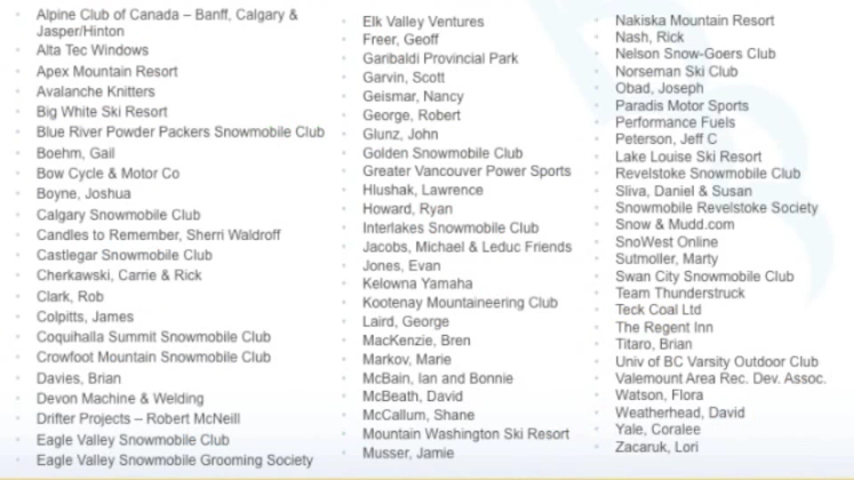 Alpine Club of Canada – Banff, Calgary &
Jasper/Hinton
Alta Tec Windows
Apex Mountain Resort
Avalanche Knitters
Big White Ski Resort
Blue River Powder Packers Snowmobile Club
Boehm, Gail
Bow Cycle & Motor Co
Boyne, Joshua
Calgary Snowmobile Club
Candles to Remember, Sherri Waldroff
Castlegar Snowmobile Club
Cherkawski, Carrie & Rick
Clark, Rob
Colpitts, James
Coquihalla Summit Snowmobile Club
Crowfoot Mountain Snowmobile Club
Davies, Brian
Devon Machine & Welding
Drifter Projects – Robert McNeill
Eagle Valley Snowmobile Club
Eagle Valley Snowmobile Grooming Society
Elk Valley Ventures
Freer, Geoff
Garibaldi Provincial Park
Garvin, Scott
Geismar, Nancy
George, Robert
Glunz, John
Golden Snowmobile Club
Greater Vancouver Power Sports
Hlushak, Lawrence
Howard, Ryan
Interlakes Snowmobile Club
Jacobs, Michael & Leduc Friends
Jones, Evan
Kelowna Yamaha
Kootenay Mountaineering Club
Laird, George
MacKenzie, Bren
Markov, Marie
McBain, Ian and Bonnie
McBeath, David
McCallum, Shane
Mountain Washington Ski Resort
Musser, Jamie
Nakiska Mountain Resort
Nash, Rick
Nelson Snow-Goers Club
Norseman Ski Club
Obad, Joseph
Paradis Motor Sports
Performance Fuels
Peterson, Jeff C
Lake Louise Ski Resort
Revelstoke Snowmobile Club
Sliva, Daniel & Susan
Snowmobile Revelstoke Society
Snow & Mudd.com
SnoWest Online
Sutmoller, Marty
Swan City Snowmobile Club
Team Thunderstruck
Teck Coal Ltd
The Regent Inn
Titaro, Brian
Univ of BC Varsity Outdoor Club
Valemount Area Rec. Dev. Assoc.
Watson, Flora
Weatherhead, David
Yale, Coralee
Zacaruk, Lori